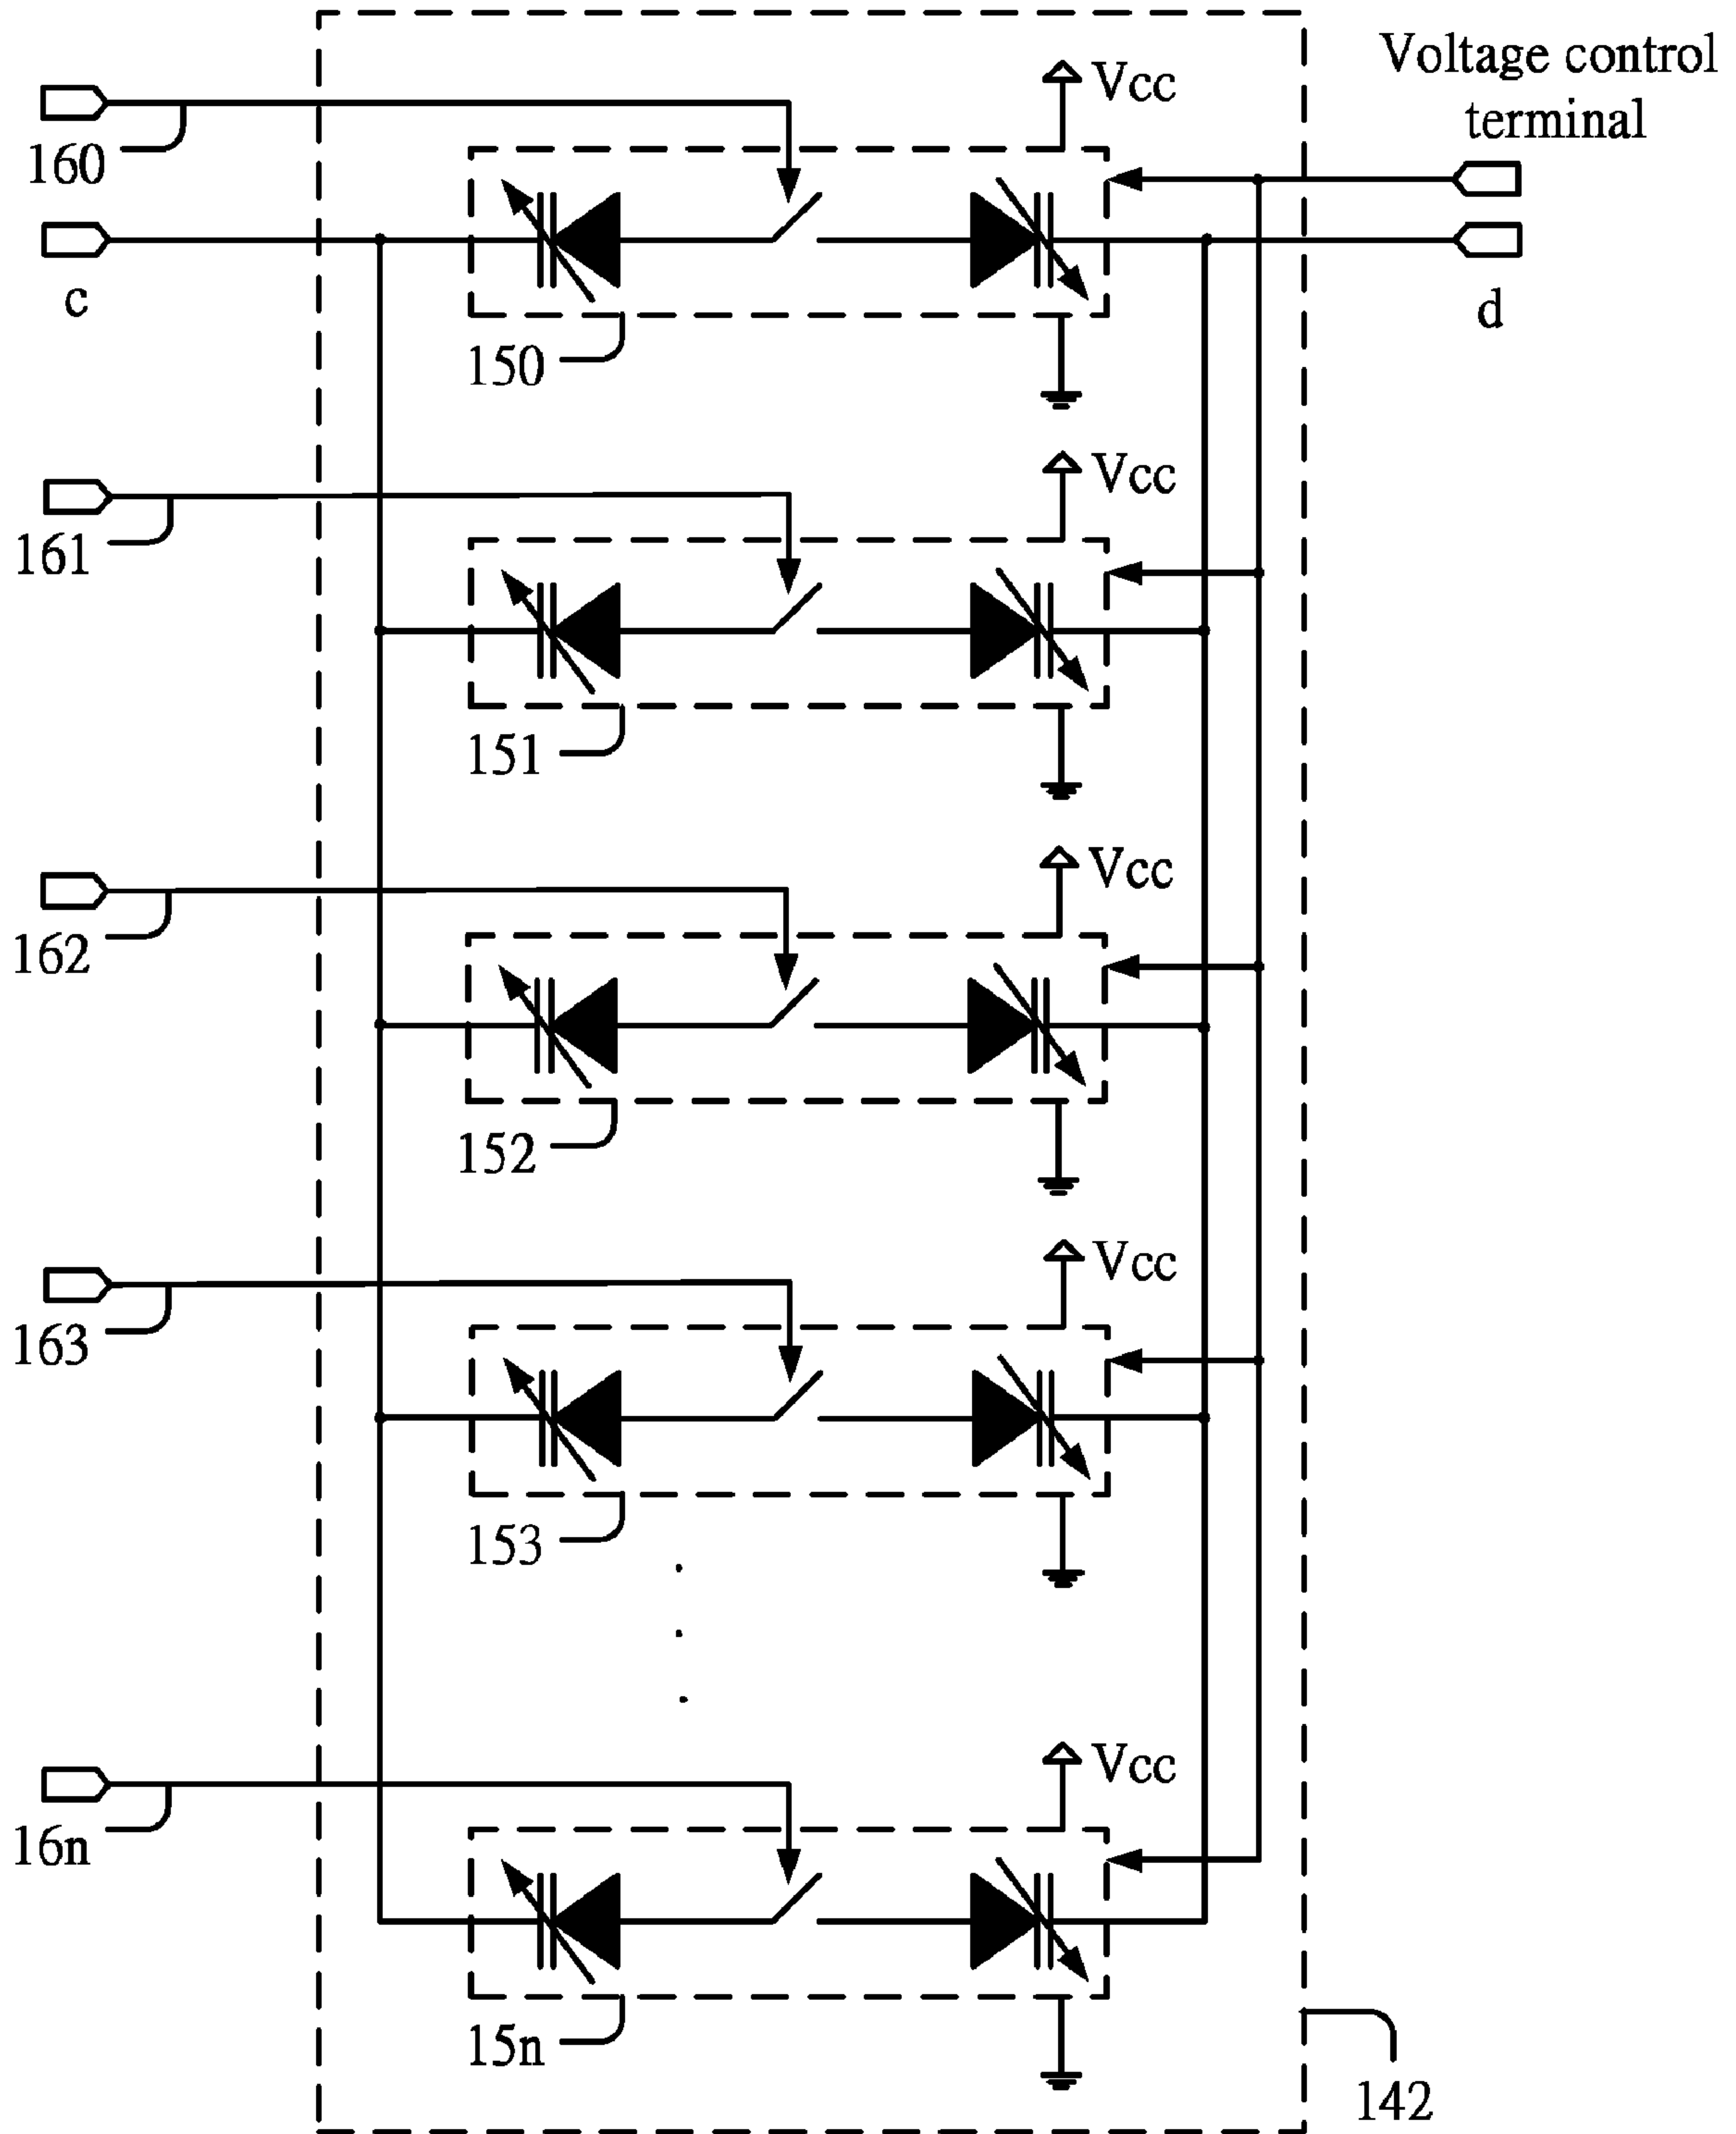 Voltage control
terminal
Vcc
160
c
d
150
Vcc
161
151
Vcc
162
152
Vcc
163
153
Vcc
16n
15n
142